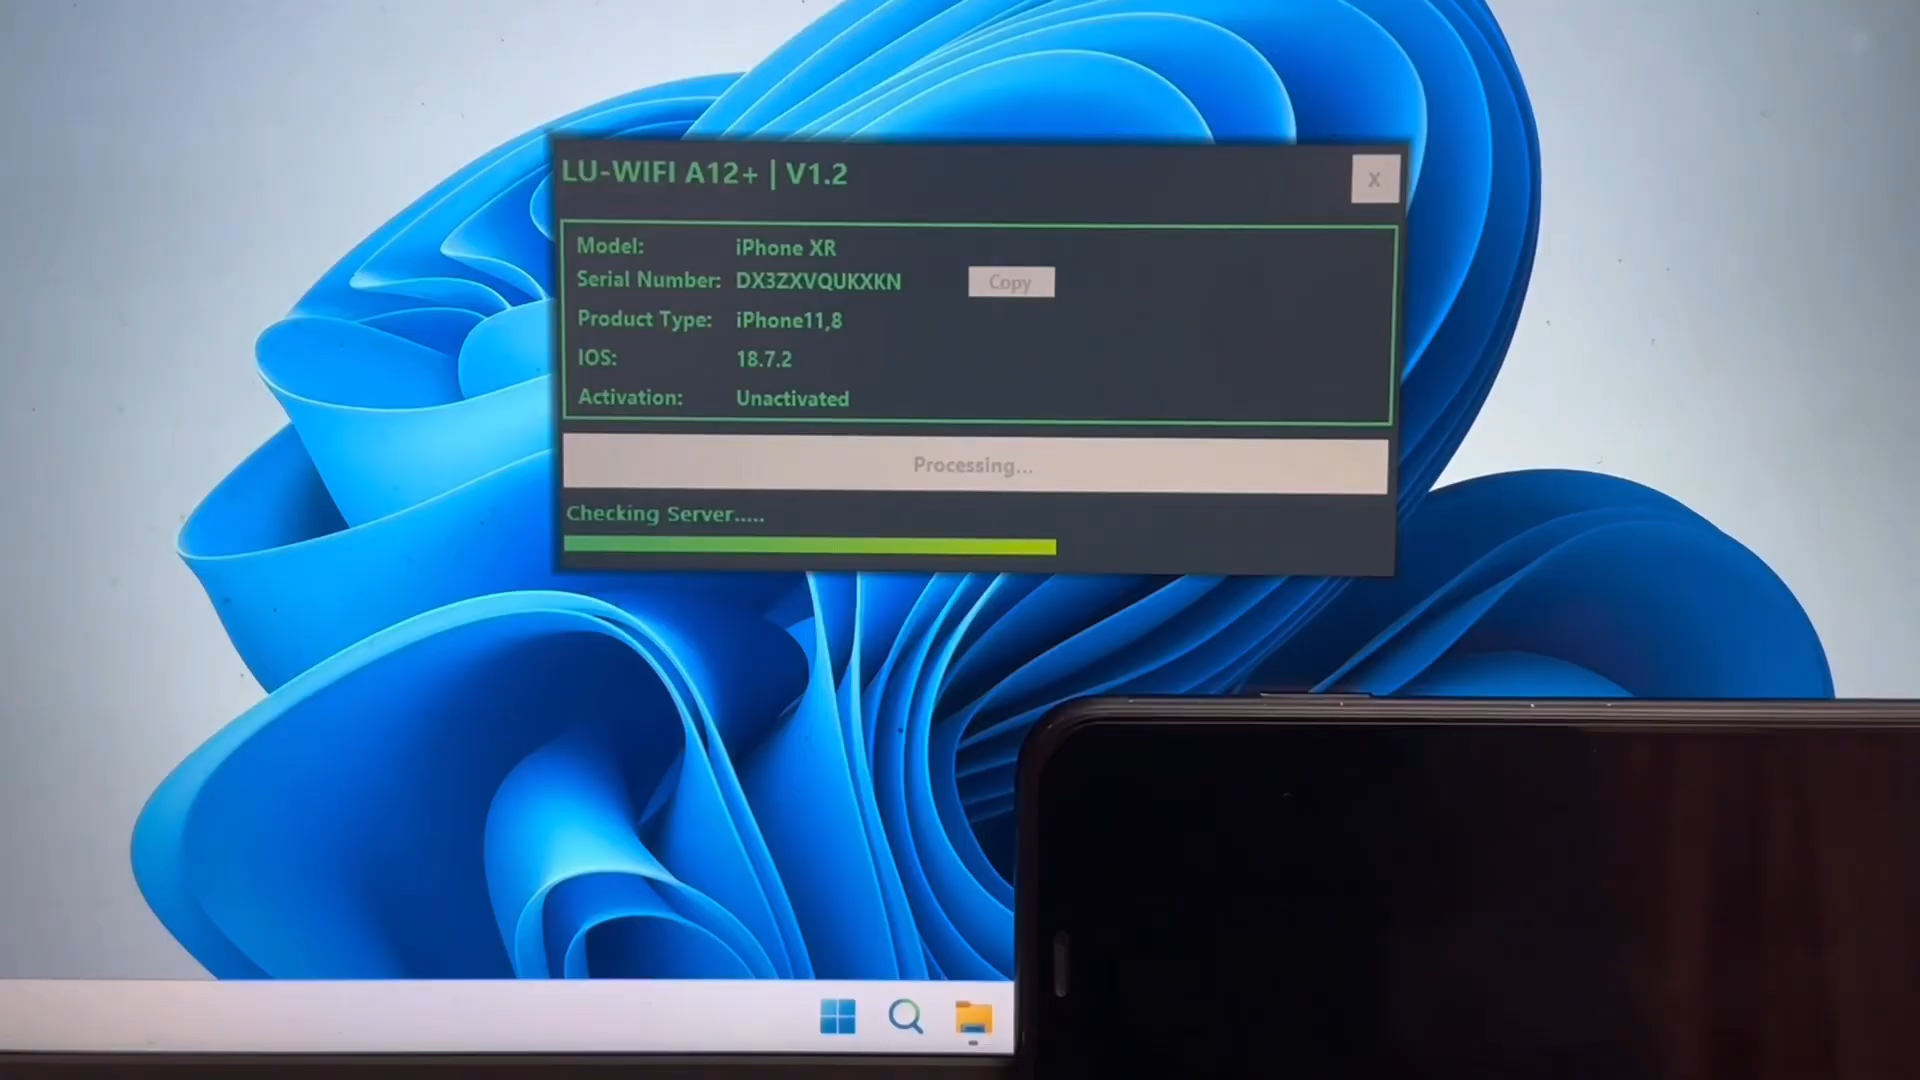 LU-WIFI A12+ | V1.2
X
Model: iPhone XR
Serial Number: DX3ZXVQUKXKN Copy
Product Type: iPhone11,8
IOS: 18.7.2
Activation: Unactivated
Processing...
Checking Server.....